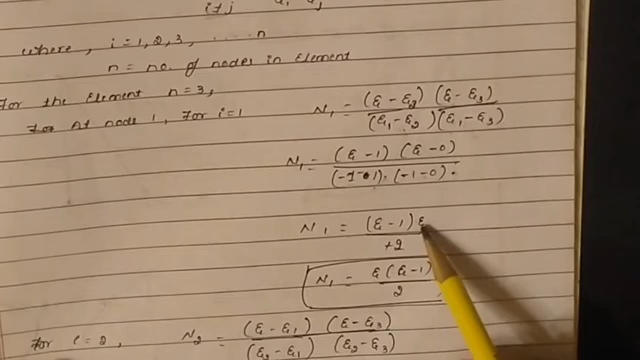 i≠j
where, i = 1, 2, 3, ..... n
n = no. of nodes in Element
For the Element n = 3,
For At node 1, For i = 1 N₁ = (ξ - ξ₂) (ξ - ξ₃) / (ξ₁ - ξ₂) (ξ₁ - ξ₃)
N₁ = (ξ - 1) (ξ - 0) / (-1-1). (-1-0).
N₁ = (ξ - 1) ξ / +2
N₁ = ξ (ξ - 1) / 2
For i = 2, N₂ = (ξ - ξ₁) (ξ - ξ₃) / (ξ₂ - ξ₁) (ξ₂ - ξ₃)